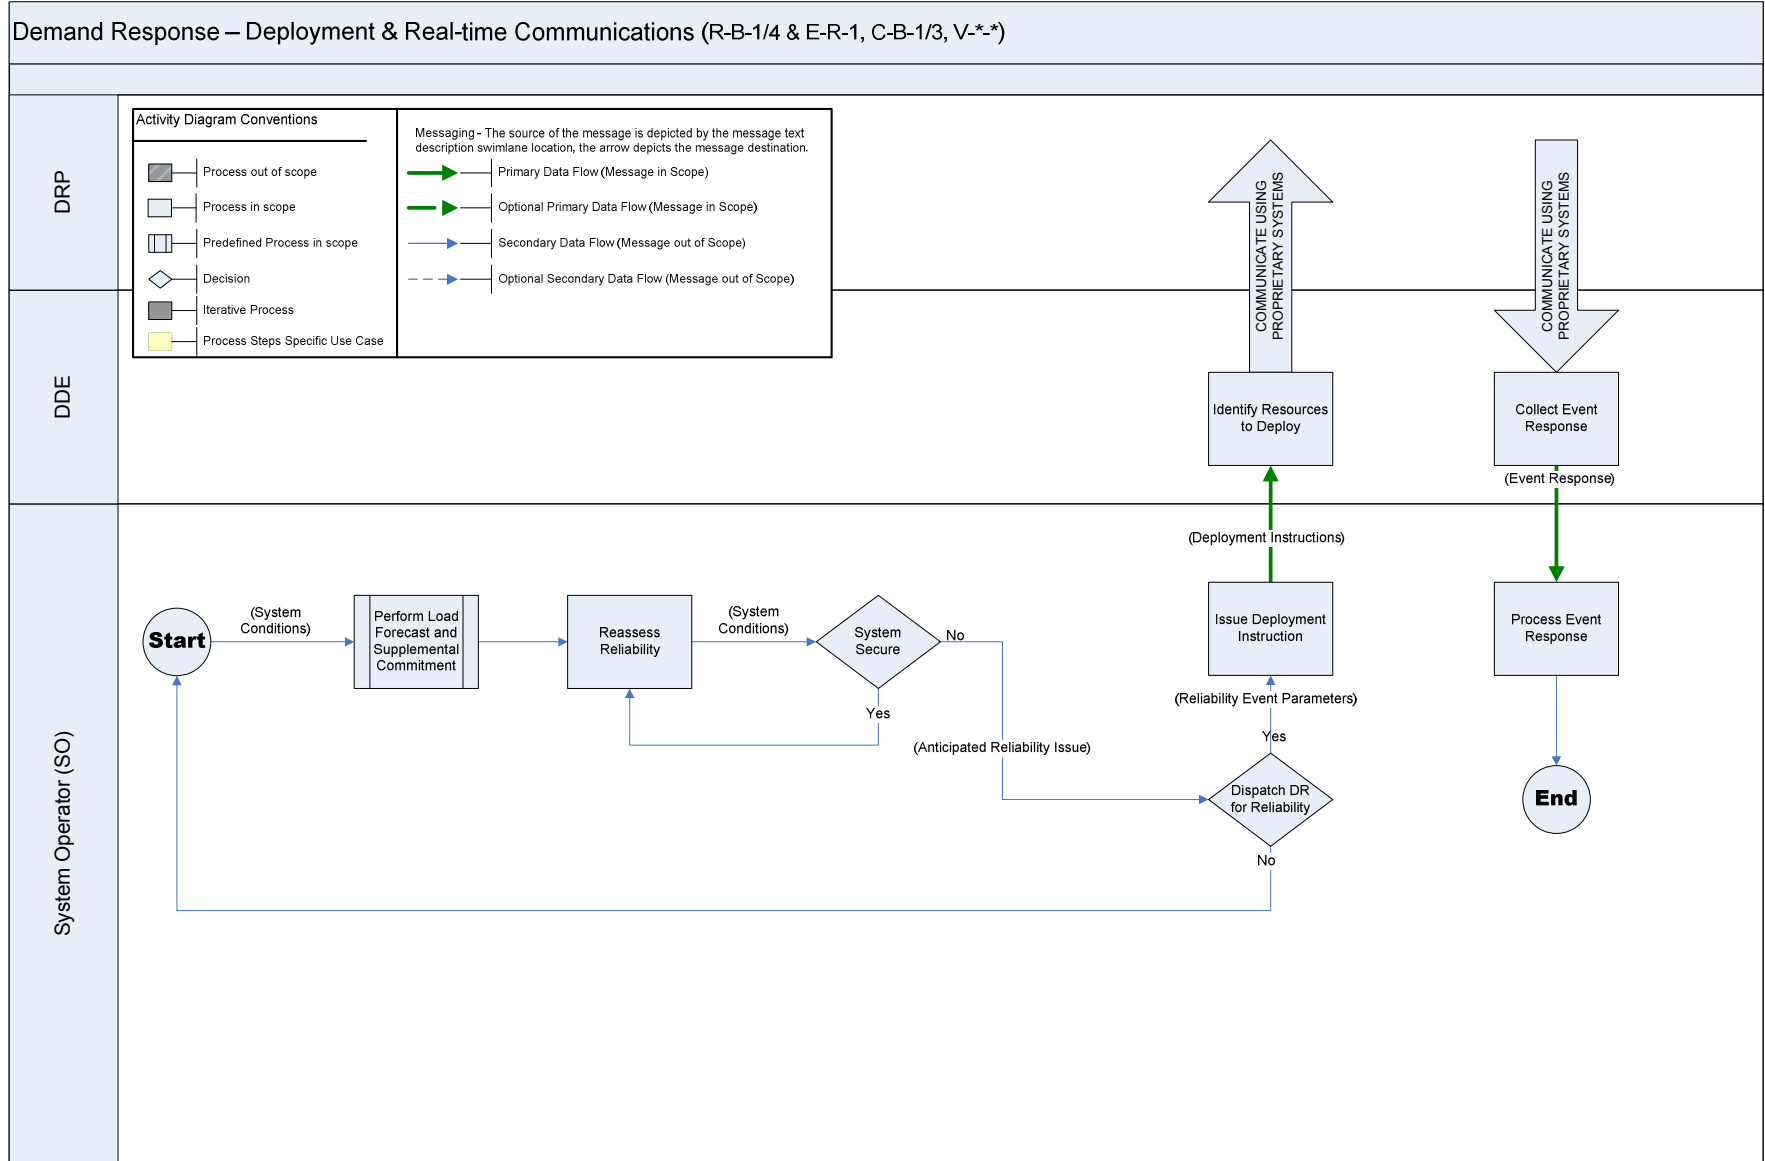 Demand Response – Deployment & Real-time Communications (R-B-1/4 & E-R-1, C-B-1/3, V-*-*)
DRP
Activity Diagram Conventions
Process out of scope
Process in scope
Predefined Process in scope
Decision
Iterative Process
Process Steps Specific Use Case
Messaging - The source of the message is depicted by the message text
description swimlane location, the arrow depicts the message destination.
Primary Data Flow (Message in Scope)
Optional Primary Data Flow (Message in Scope)
Secondary Data Flow (Message out of Scope)
Optional Secondary Data Flow (Message out of Scope)
COMMUNICATE USING
PROPRIETARY SYSTEMS
COMMUNICATE USING
PROPRIETARY SYSTEMS
DDE
Identify Resources
to Deploy
Collect Event
Response
(Event Response)
System Operator (SO)
(Deployment Instructions)
Start
(System
Conditions)
Perform Load
Forecast and
Supplemental
Commitment
Reassess
Reliability
(System
Conditions)
System
Secure
No
Yes
(Anticipated Reliability Issue)
Issue Deployment
Instruction
(Reliability Event Parameters)
Yes
Dispatch DR
for Reliability
No
Process Event
Response
End